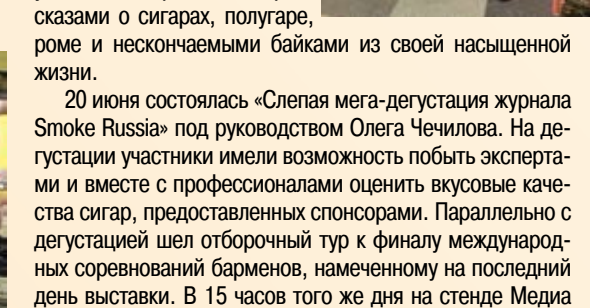 сказами о сигарах, полугаре,
роме и нескончаемыми байками из своей насыщенной
жизни.
20 июня состоялась «Слепая мега-дегустация журнала
Smoke Russia» под руководством Олега Чечилова. На де-
густации участники имели возможность побыть эксперта-
ми и вместе с профессионалами оценить вкусовые каче-
ства сигар, предоставленных спонсорами. Параллельно с
дегустацией шел отборочный тур к финалу международ-
ных соревнований барменов, намеченному на последний
день выставки. В 15 часов того же дня на стенде Медиа